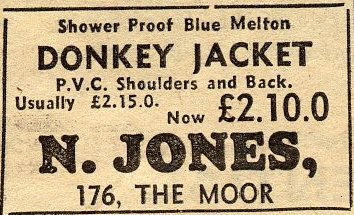 Shower Proof Blue Melton
DONKEY JACKET
P.V.C. Shoulders and Back.
Usually £2.15.0.
Now £2.10.0
N. JONES,
176, THE MOOR